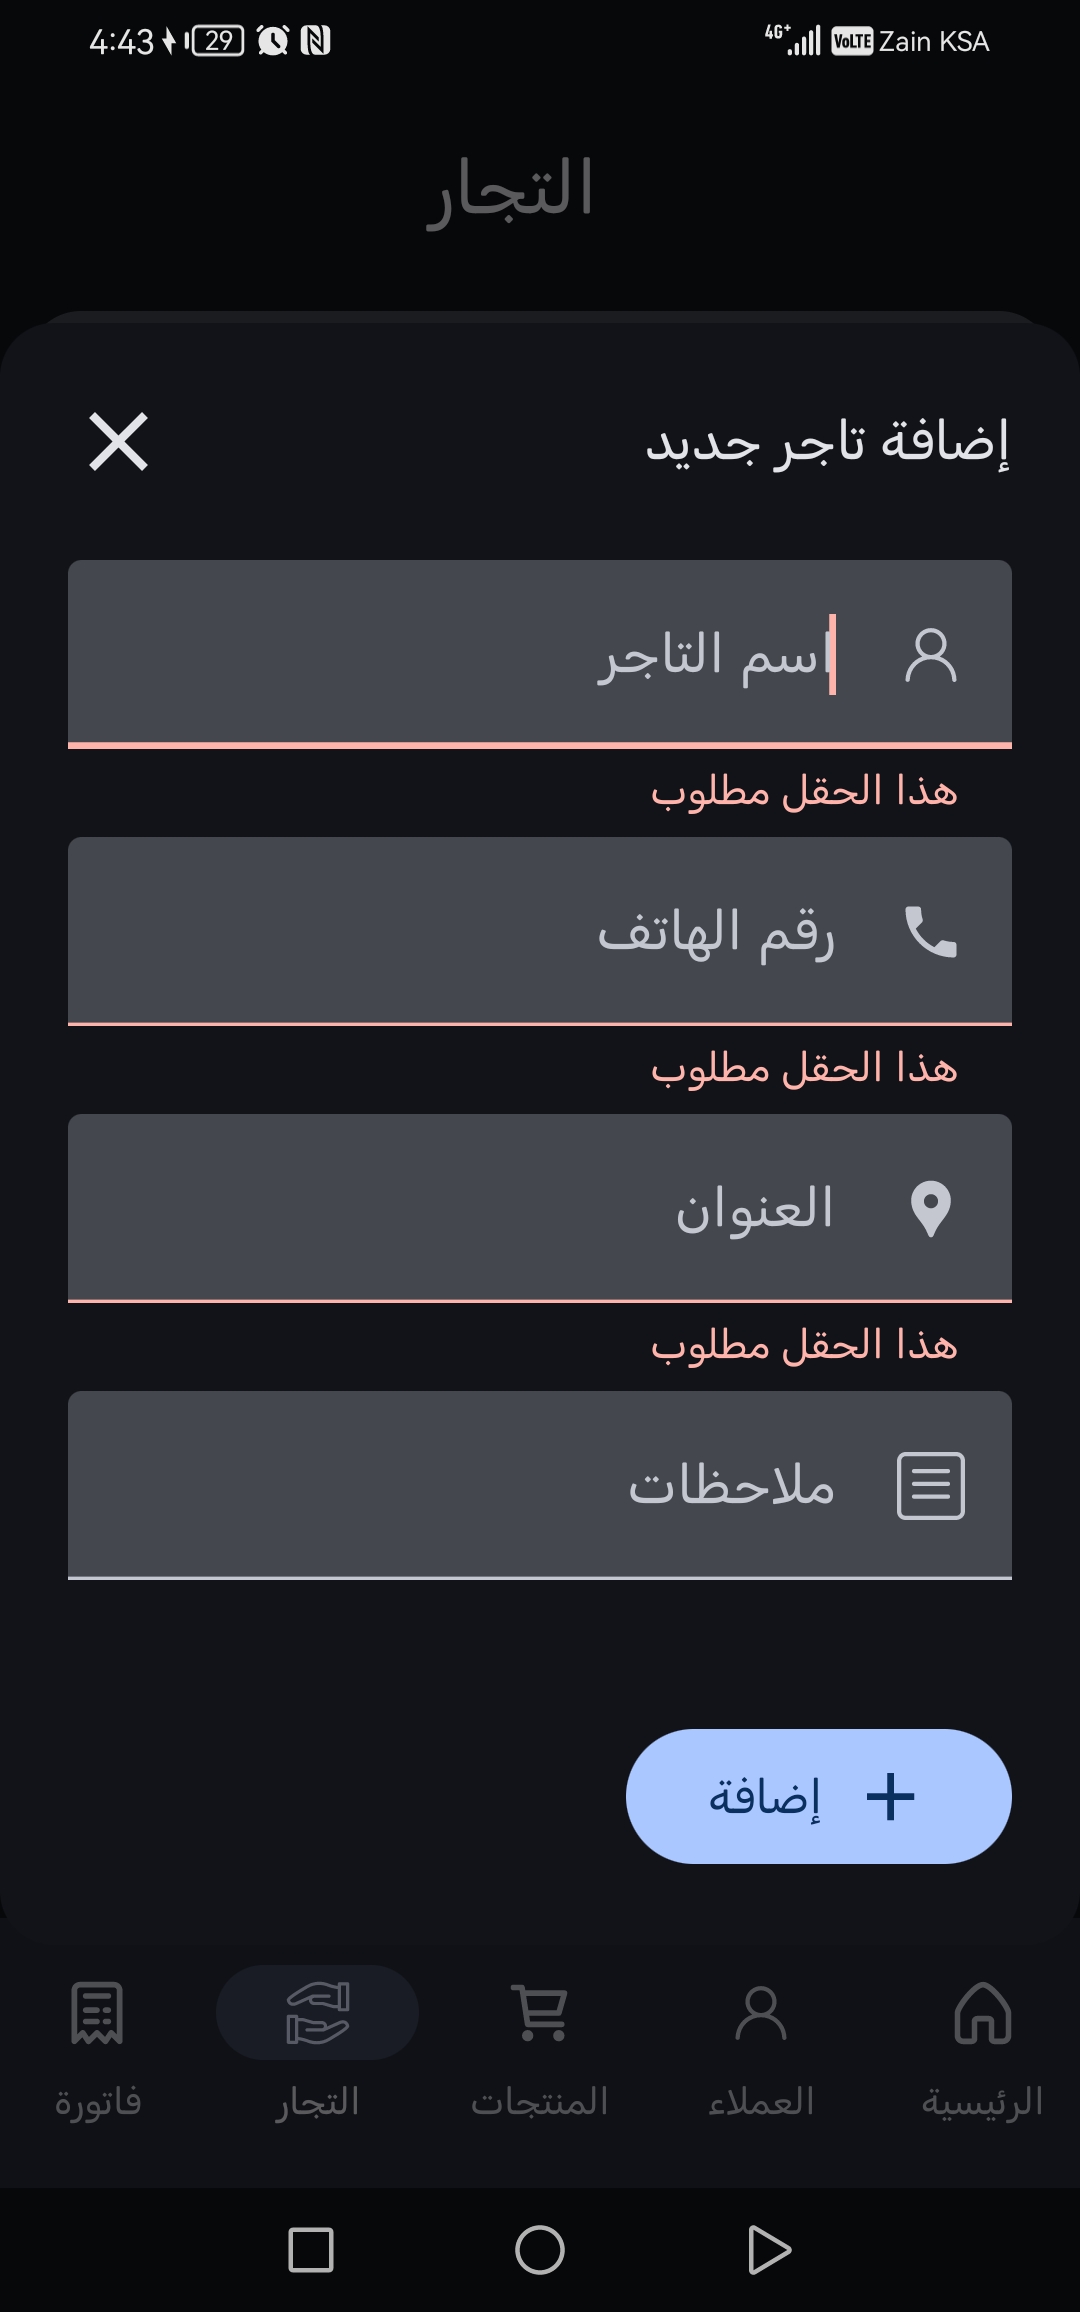 4:43 29 4G+ VoLTE Zain KSA
التجار
إضافة تاجر جديد
اسم التاجر
هذا الحقل مطلوب
رقم الهاتف
هذا الحقل مطلوب
العنوان
هذا الحقل مطلوب
ملاحظات
إضافة
الرئيسية
العملاء
المنتجات
التجار
فاتورة